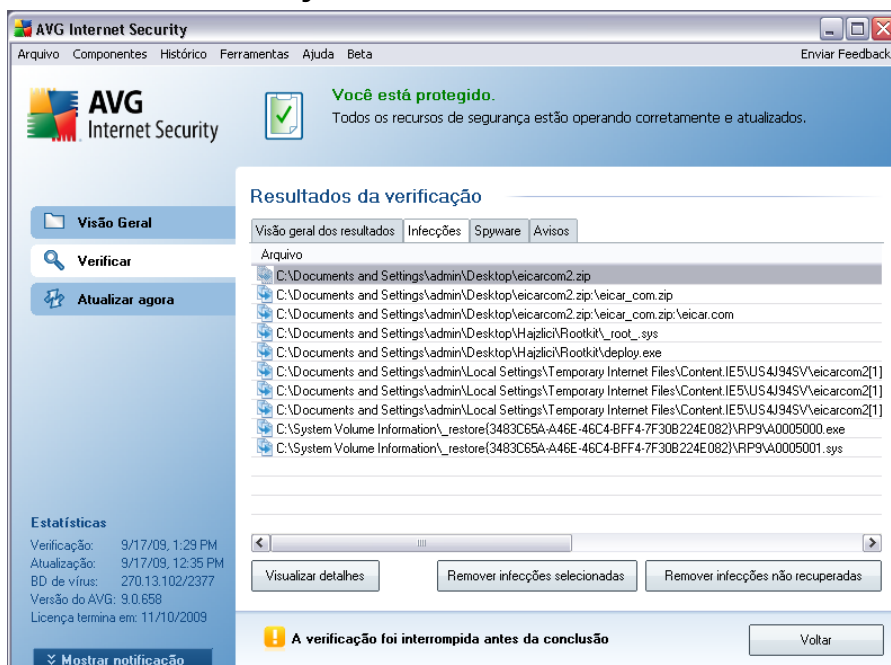 AVG Internet Security
Arquivo Componentes Histórico Ferramentas Ajuda Beta Enviar Feedback
AVG
Internet Security
Você está protegido.
Todos os recursos de segurança estão operando corretamente e atualizados.
Visão Geral
Verificar
Atualizar agora
Resultados da verificação
Visão geral dos resultados Infecções Spyware Avisos
Arquivo
C:\Documents and Settings\admin\Desktop\eicarcom2.zip
C:\Documents and Settings\admin\Desktop\eicarcom2.zip:\eicar_com.zip
C:\Documents and Settings\admin\Desktop\eicarcom2.zip:\eicar_com.zip:\eicar.com
C:\Documents and Settings\admin\Desktop\Hajzlici\Rootkit\_root_.sys
C:\Documents and Settings\admin\Desktop\Hajzlici\Rootkit\deploy.exe
C:\Documents and Settings\admin\Local Settings\Temporary Internet Files\Content.IE5\US4J94SV\eicarcom2[1]
C:\Documents and Settings\admin\Local Settings\Temporary Internet Files\Content.IE5\US4J94SV\eicarcom2[1]
C:\Documents and Settings\admin\Local Settings\Temporary Internet Files\Content.IE5\US4J94SV\eicarcom2[1]
C:\System Volume Information\_restore{3483C65A-A46E-46C4-BFF4-7F30B224E082}\RP9\A0005000.exe
C:\System Volume Information\_restore{3483C65A-A46E-46C4-BFF4-7F30B224E082}\RP9\A0005001.sys
Visualizar detalhes Remover infecções selecionadas Remover infecções não recuperadas
Estatísticas
Verificação: 9/17/09, 1:29 PM
Atualização: 9/17/09, 12:35 PM
BD de vírus: 270.13.102/2377
Versão do AVG: 9.0.658
Licença termina em: 11/10/2009
Mostrar notificação
A verificação foi interrompida antes da conclusão
Voltar